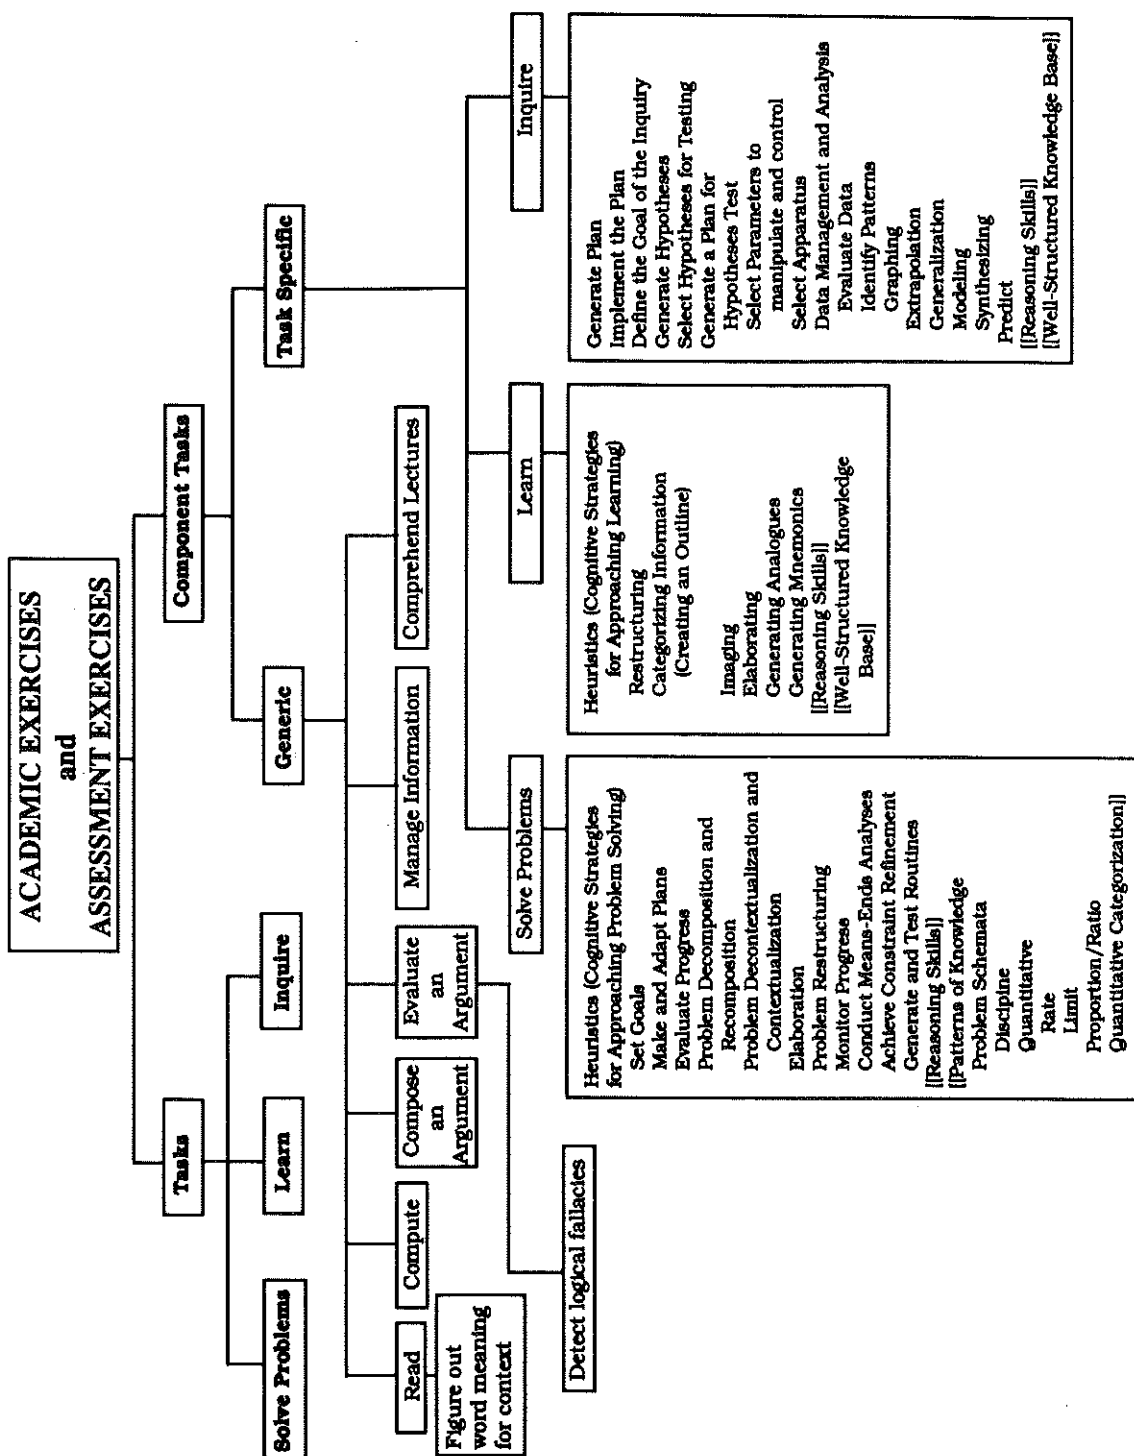 ACADEMIC EXERCISES
and
ASSESSMENT EXERCISES
Tasks
Component Tasks
Solve Problems
Learn
Inquire
Generic
Task Specific
Read
Compute
Compose
an
Argument
Evaluate
an
Argument
Manage Information
Comprehend Lectures
Figure out
word meaning
for context
Detect logical fallacies
Solve Problems
Learn
Inquire
Heuristics (Cognitive Strategies
for Approaching Problem Solving)
Set Goals
Make and Adapt Plans
Evaluate Progress
Problem Decomposition and
Recomposition
Problem Decontextualization and
Contextualization
Elaboration
Problem Restructuring
Monitor Progress
Conduct Means-Ends Analyses
Achieve Constraint Refinement
Generate and Test Routines
[[Reasoning Skills]]
[[Patterns of Knowledge
Problem Schemata
Discipine
Quantitative
Rate
Limit
Proportion/Ratio
Quantitative Categorization]]
Heuristics (Cognitive Strategies
for Approaching Learning)
Restructuring
Categorizing Information
(Creating an Outline)
Imaging
Elaborating
Generating Analogues
Generating Mnemonics
[[Reasoning Skills]]
[[Well-Structured Knowledge
Base]]
Generate Plan
Implement the Plan
Define the Goal of the Inquiry
Generate Hypotheses
Select Hypotheses for Testing
Generate a Plan for
Hypotheses Test
Select Parameters to
manipulate and control
Select Apparatus
Data Management and Analysis
Evaluate Data
Identify Patterns
Graphing
Extrapolation
Generalization
Modeling
Synthesizing
Predict
[[Reasoning Skills]]
[[Well-Structured Knowledge Base]]